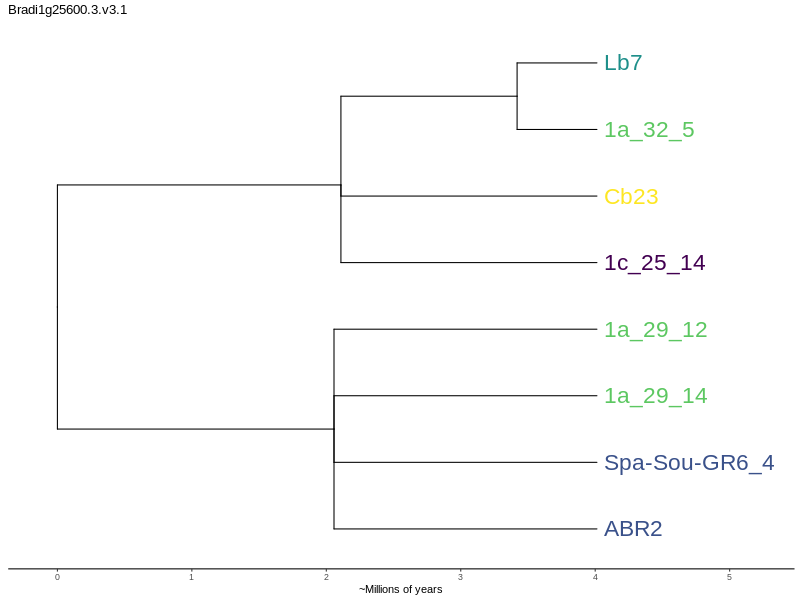 Bradi1g25600.3.v3.1
Lb7
1a_32_5
Cb23
1c_25_14
1a_29_12
1a_29_14
Spa-Sou-GR6_4
ABR2
0 1 2 3 4 5
~Millions of years